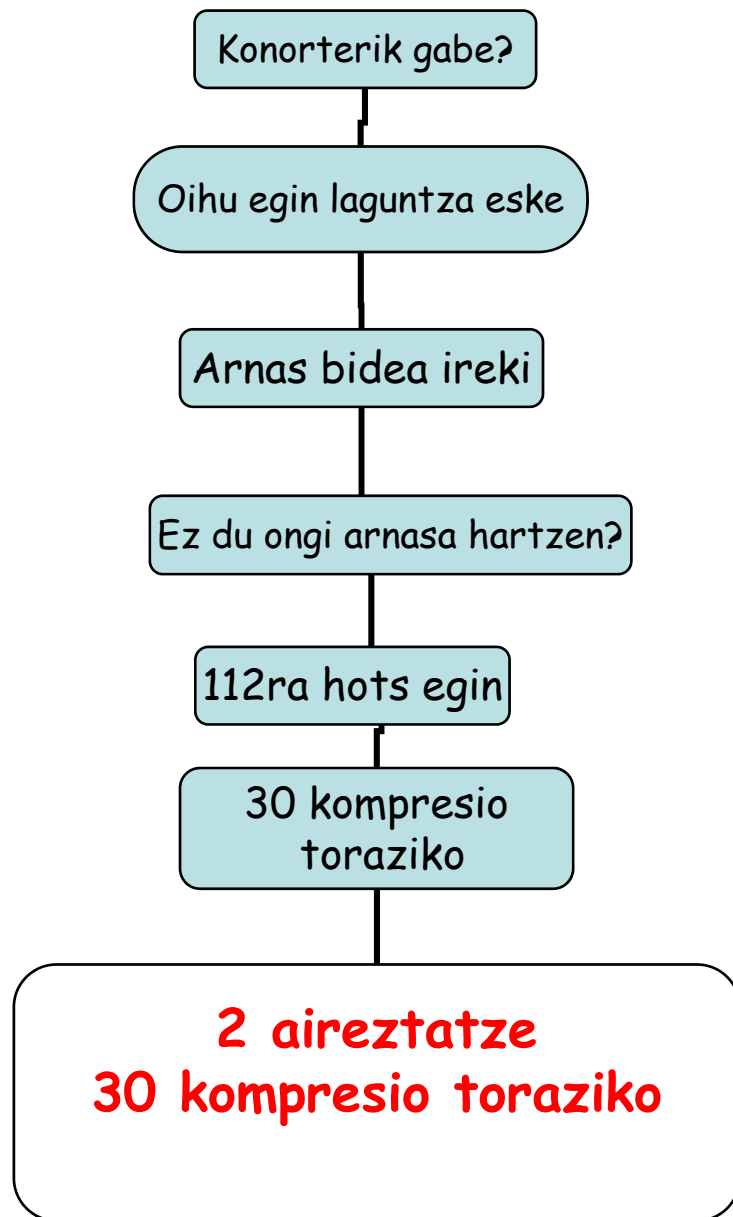 Konorterik gabe?
Oihu egin laguntza eske
Arnas bidea ireki
Ez du ongi arnasa hartzen?
112ra hots egin
30 kompresio
toraziko
2 aireztatze
30 kompresio toraziko